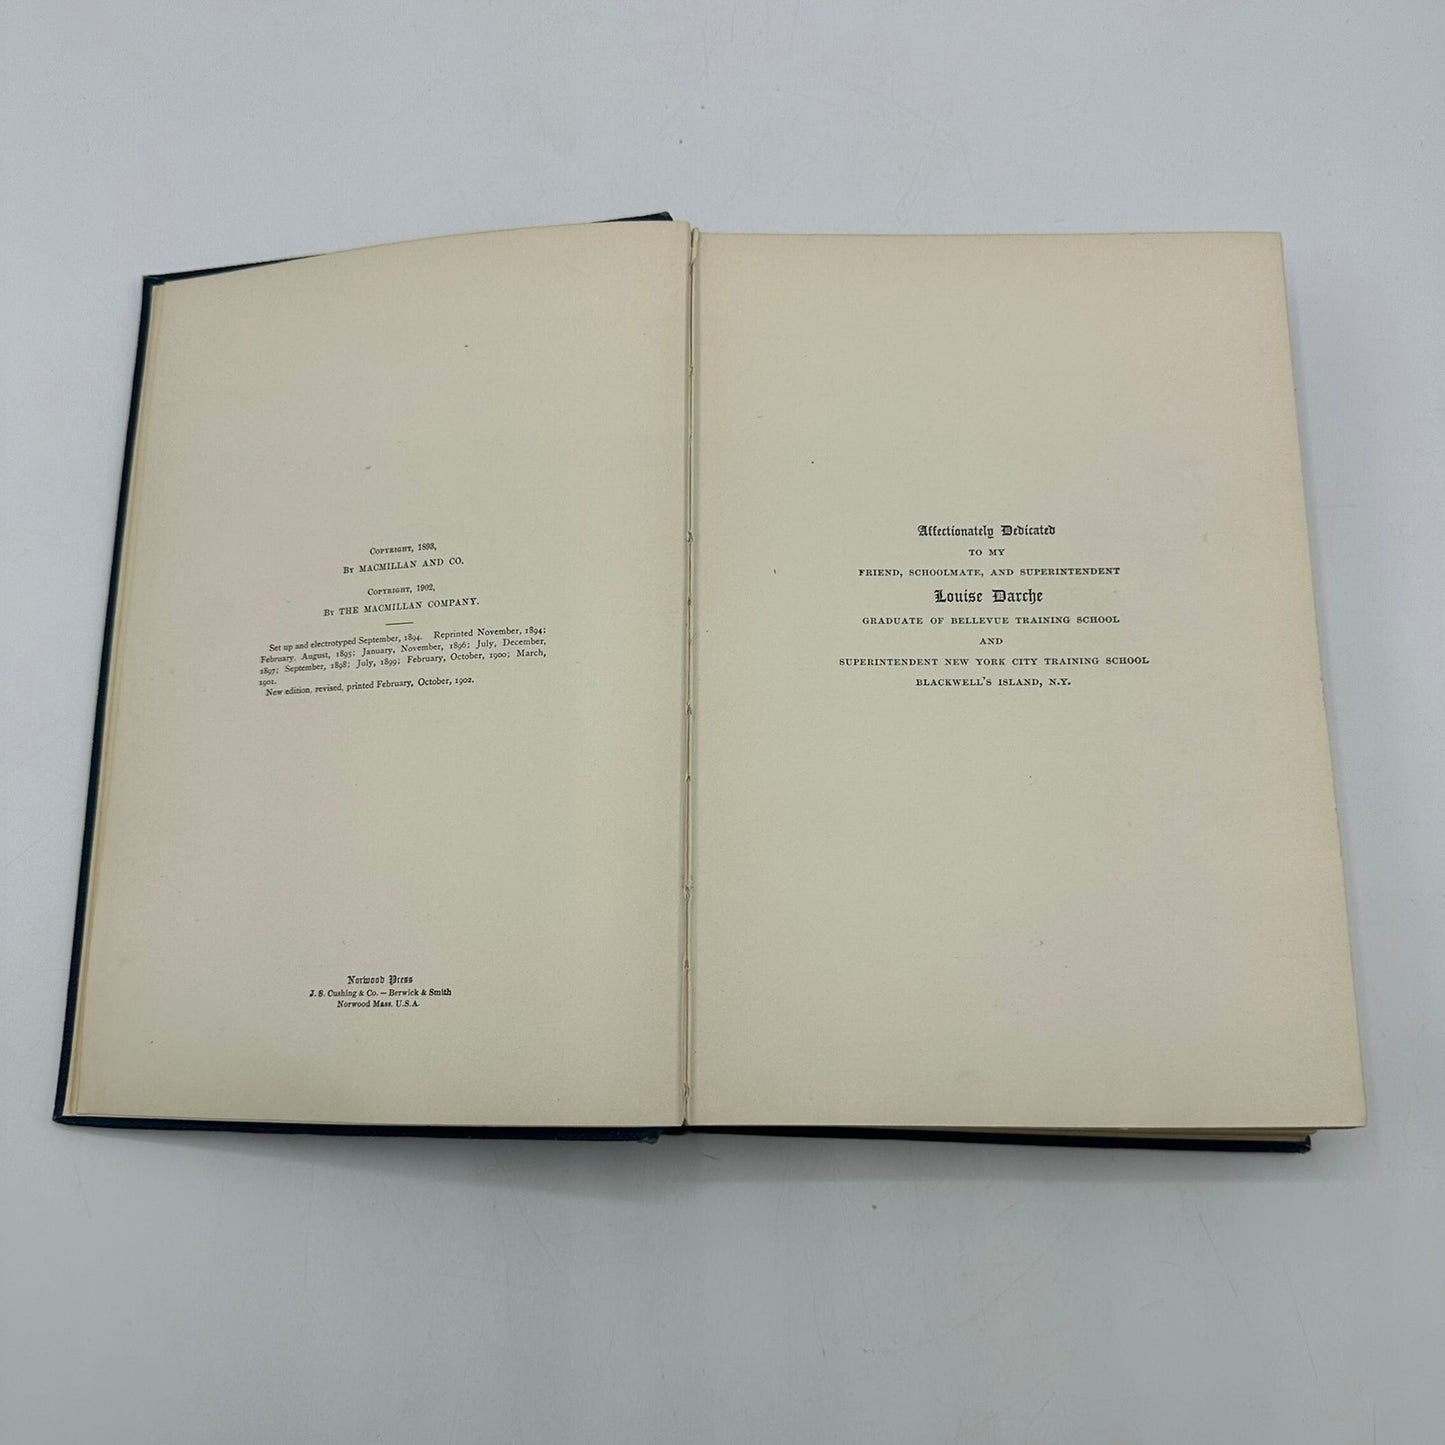 Copyright, 1893,
By MACMILLAN AND CO.
Copyright, 1902,
By THE MACMILLAN COMPANY.
Set up and electrotyped September, 1894. Reprinted November, 1894;
February, August, 1895; January, November, 1896; July, December,
1897; September, 1898; July, 1899; February, October, 1900; March,
1901.
New edition, revised, printed February, October, 1902.
Norwood Press
J. S. Cushing & Co. — Berwick & Smith
Norwood Mass. U.S.A.
Affectionately Dedicated
TO MY
FRIEND, SCHOOLMATE, AND SUPERINTENDENT
Louise Darche
GRADUATE OF BELLEVUE TRAINING SCHOOL
AND
SUPERINTENDENT NEW YORK CITY TRAINING SCHOOL
BLACKWELL'S ISLAND, N.Y.